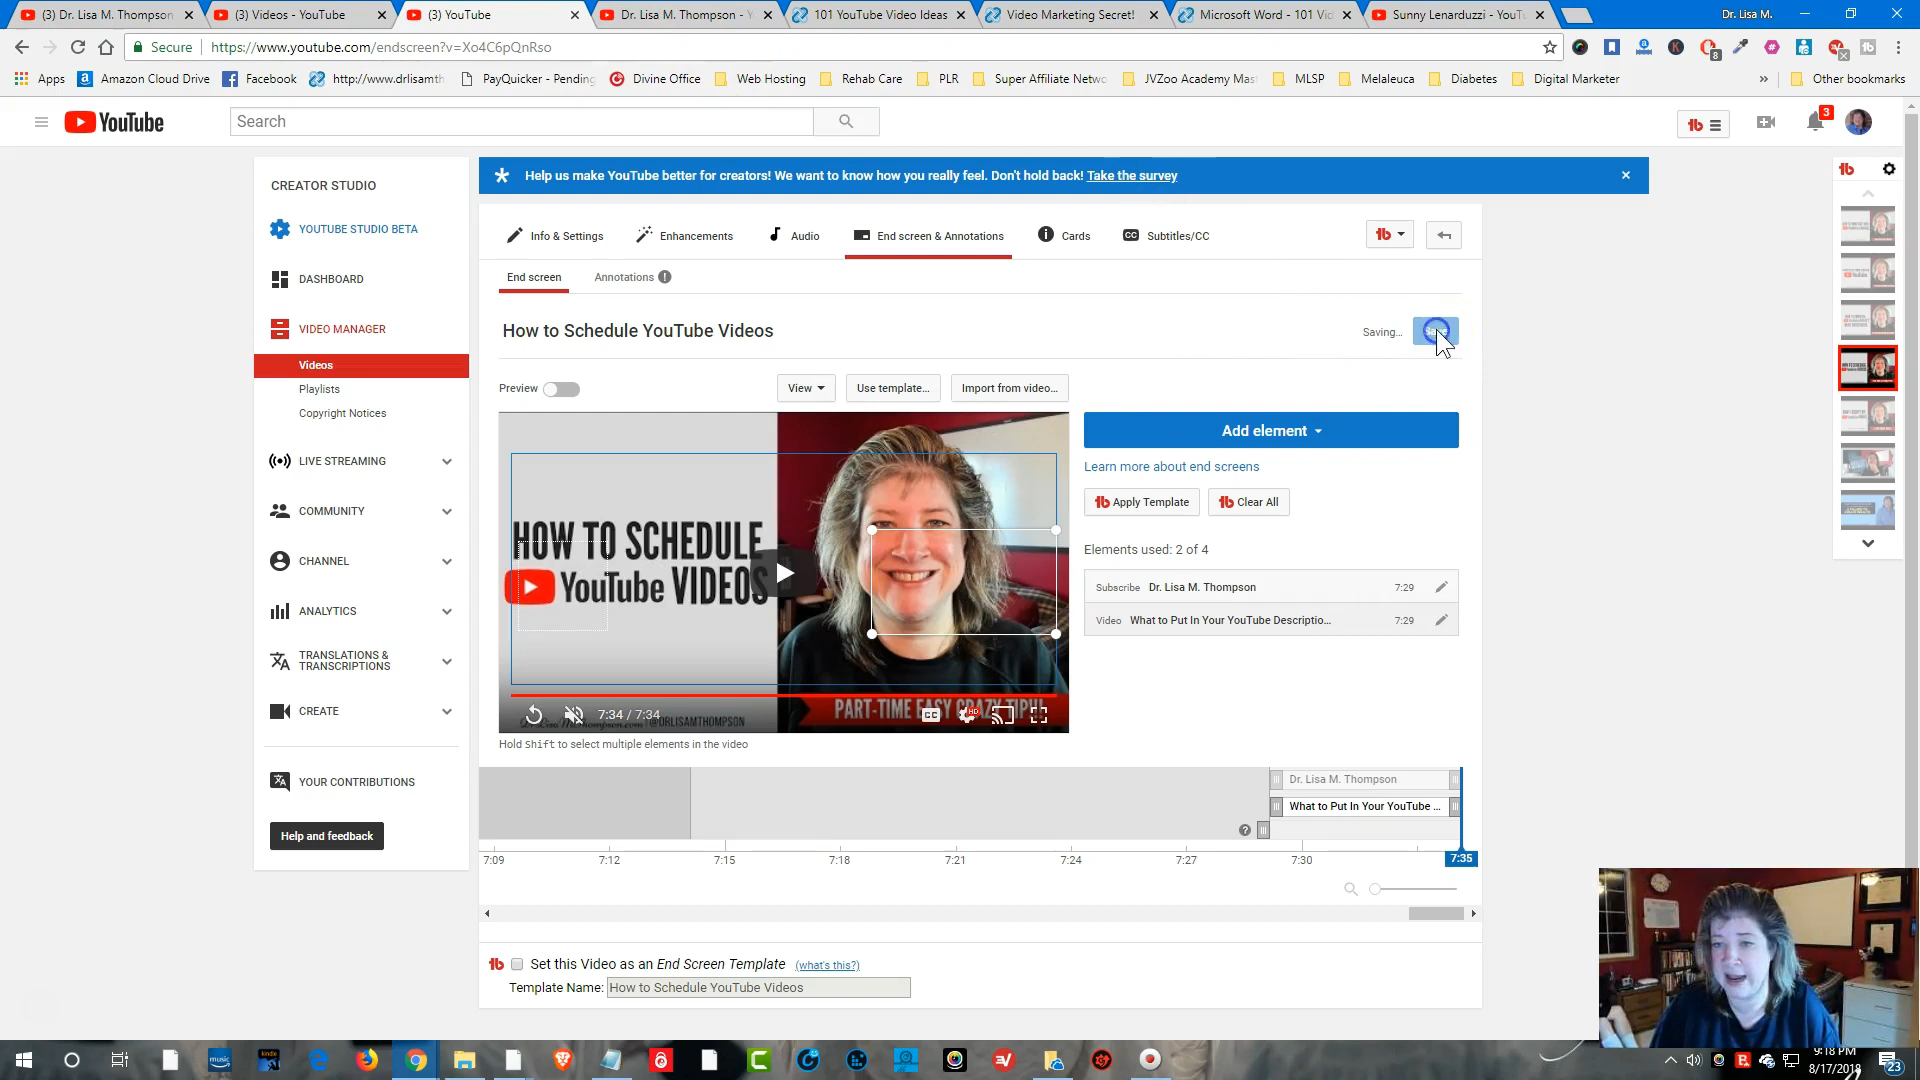 (3) Dr. Lisa M. Thompson
(3) Videos - YouTube
(3) YouTube
Dr. Lisa M. Thompson - Y
101 YouTube Video Ideas
Video Marketing Secret!
Microsoft Word - 101 Vid
Sunny Lenarduzzi - YouTu
Dr. Lisa M.
Secure
https://www.youtube.com/endscreen?v=Xo4C6pQnRso
Apps
Amazon Cloud Drive
Facebook
http://www.drlisamth
PayQuicker - Pending
Divine Office
Web Hosting
Rehab Care
PLR
Super Affiliate Netwo
JVZoo Academy Mast
MLSP
Melaleuca
Diabetes
Digital Marketer
»
Other bookmarks
YouTube
Search
3
CREATOR STUDIO
YOUTUBE STUDIO BETA
DASHBOARD
VIDEO MANAGER
Videos
Playlists
Copyright Notices
LIVE STREAMING
COMMUNITY
CHANNEL
ANALYTICS
TRANSLATIONS &
TRANSCRIPTIONS
CREATE
YOUR CONTRIBUTIONS
Help and feedback
Help us make YouTube better for creators! We want to know how you really feel. Don't hold back! Take the survey
Info & Settings
Enhancements
Audio
End screen & Annotations
Cards
Subtitles/CC
End screen
Annotations
How to Schedule YouTube Videos
Saving...
Preview
View
Use template...
Import from video...
HOW TO SCHEDULE
YouTube VIDEOS
PART-TIME EASY CRAZY TIPU
@DRLISAMTHOMPSON
7:34 / 7:34
Hold Shift to select multiple elements in the video
Add element
Learn more about end screens
Apply Template
Clear All
Elements used: 2 of 4
Subscribe Dr. Lisa M. Thompson 7:29
Video What to Put In Your YouTube Descriptio... 7:29
Dr. Lisa M. Thompson
What to Put In Your YouTube ...
7:09
7:12
7:15
7:18
7:21
7:24
7:27
7:30
7:35
Set this Video as an End Screen Template (what's this?)
Template Name: How to Schedule YouTube Videos
9:18 PM
8/17/2018
23